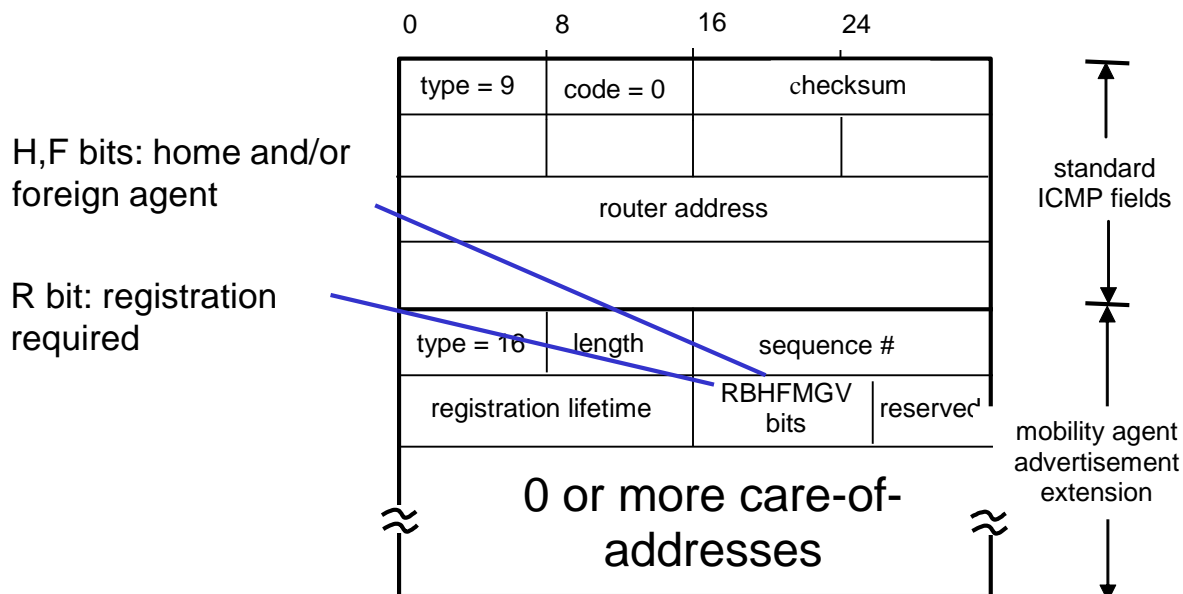 0 8 16 24
type = 9 code = 0 checksum
H,F bits: home and/or
foreign agent
standard
ICMP fields
router address
R bit: registration
required
type = 16 length sequence #
registration lifetime RBHFMGV
bits reserved
mobility agent
advertisement
extension
0 or more care-of-
addresses